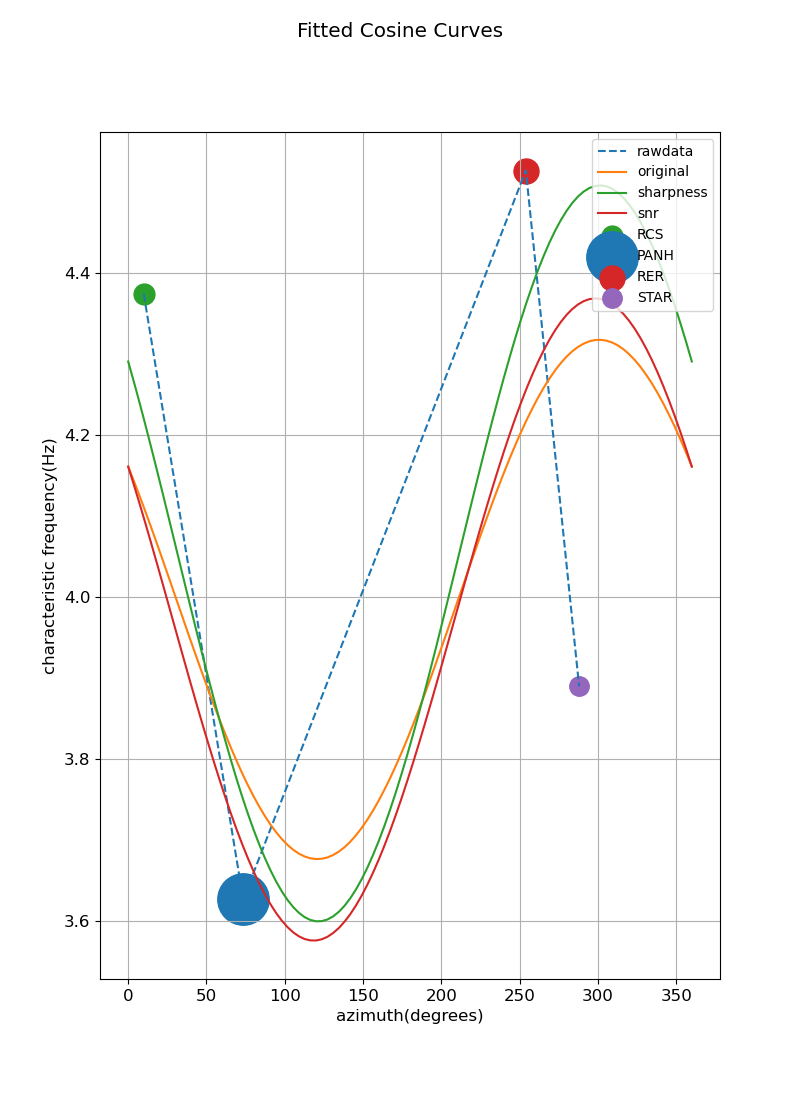 Fitted Cosine Curves
rawdata
original
sharpness
snr
RCS
PANH
RER
STAR
4.4
4.2
4.0
3.8
3.6
characteristic frequency(Hz)
0 50 100 150 200 250 300 350
azimuth(degrees)